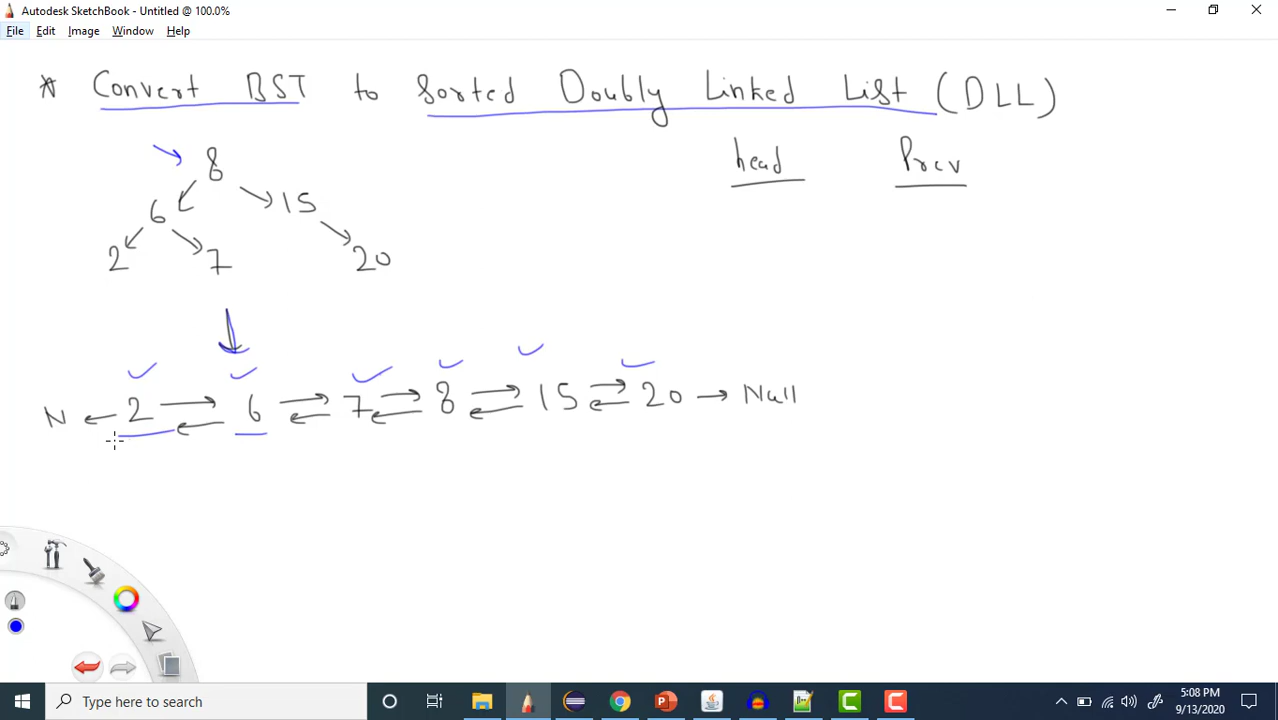 Autodesk SketchBook - Untitled @ 100.0%
File Edit Image Window Help
* Convert BST to Sorted Doubly Linked List (DLL)
head Prev
8
6 15
2 7 20
N ← 2 ⇄ 6 ⇄ 7 ⇄ 8 ⇄ 15 ⇄ 20 → Null
Type here to search
5:08 PM
9/13/2020